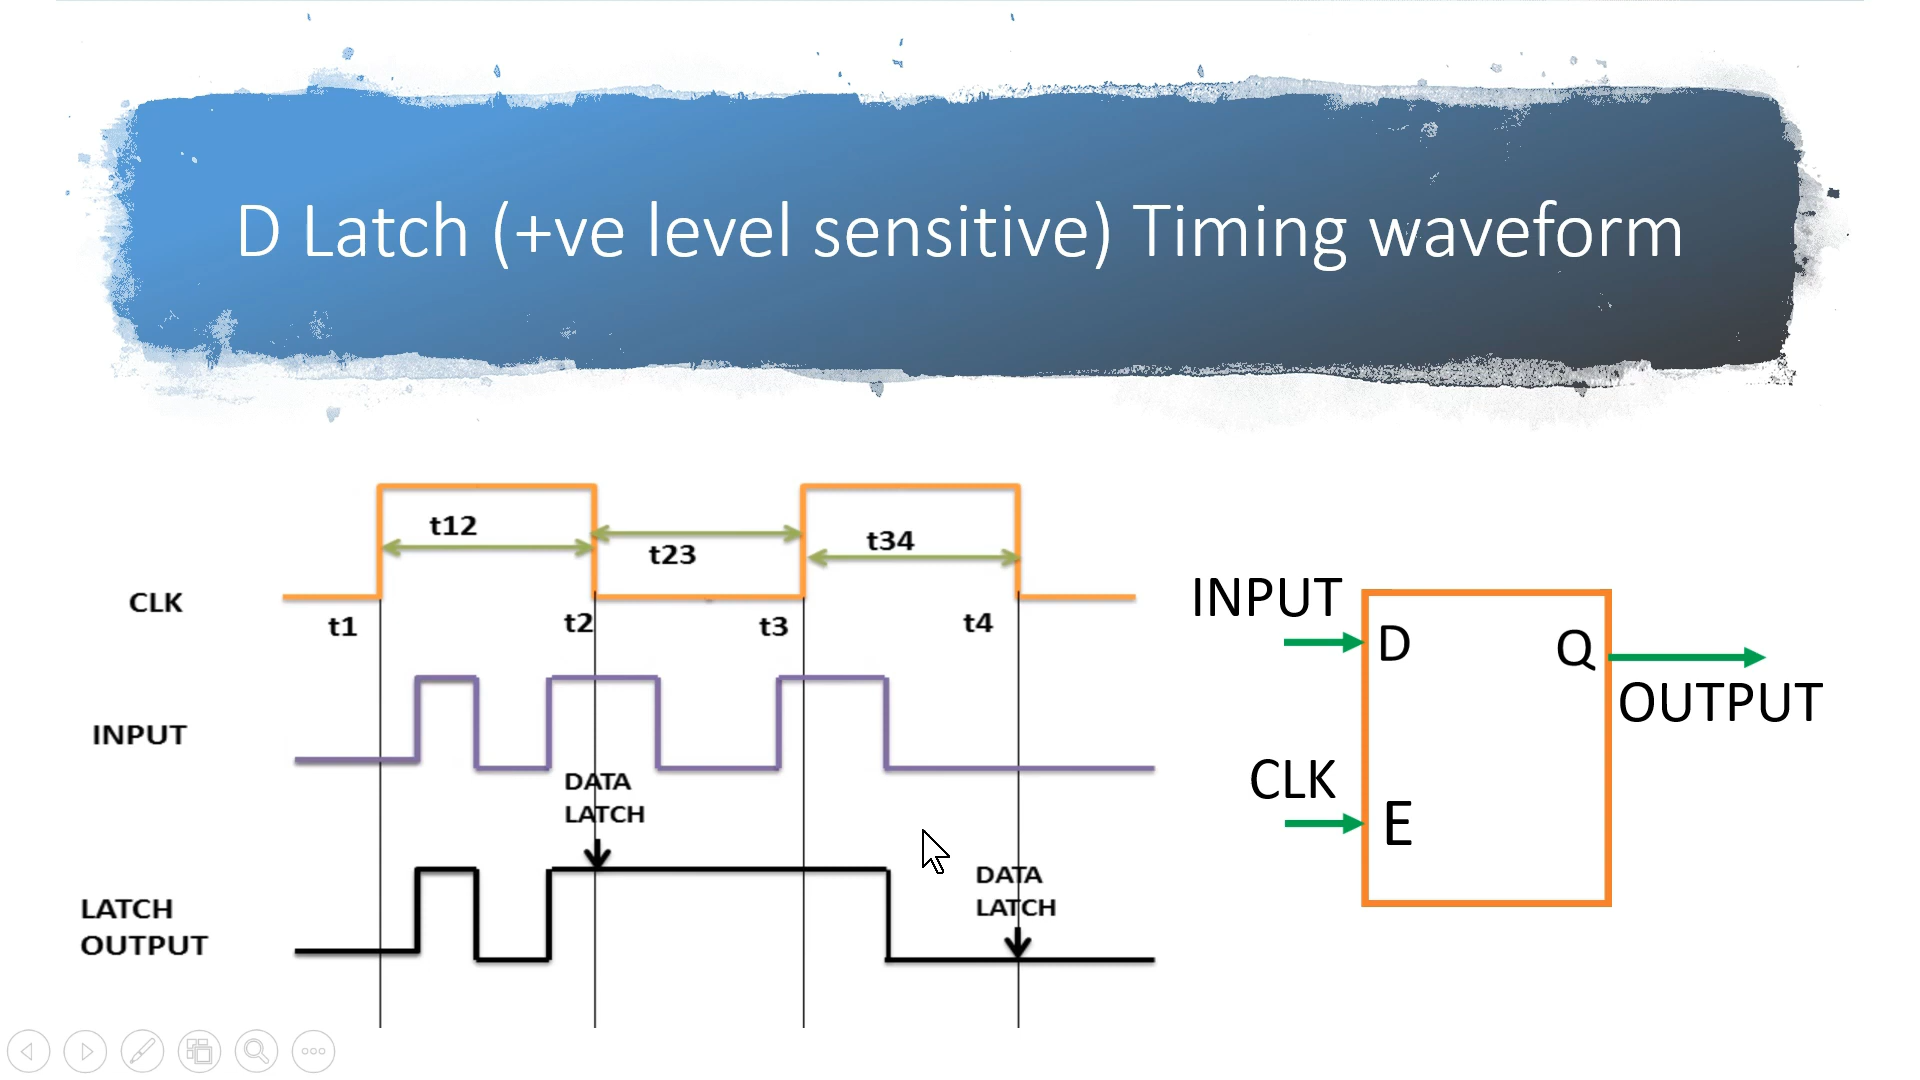 D Latch (+ve level sensitive) Timing waveform
t12
t23
t34
CLK
t1
t2
t3
t4
INPUT
DATA
LATCH
DATA
LATCH
LATCH
OUTPUT
INPUT
D
Q
OUTPUT
CLK
E